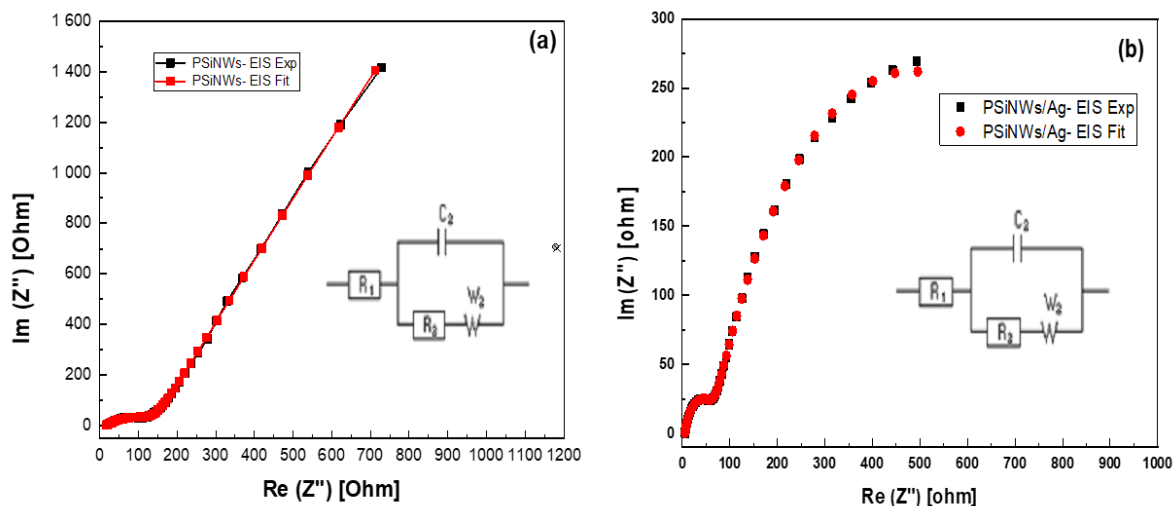 (a)
PSiNWs- EIS Exp
PSiNWs- EIS Fit
Im (Z") [Ohm]
1 600
1 400
1 200
1 000
800
600
400
200
0
C2
R1
R2
W2
0 100 200 300 400 500 600 700 800 900 1000 1100 1200
Re (Z") [Ohm]
(b)
PSiNWs/Ag- EIS Exp
PSiNWs/Ag- EIS Fit
Im (Z") [ohm]
300
250
200
150
100
50
0
C2
R1
R2
W2
0 100 200 300 400 500 600 700 800 900 1000
Re (Z") [ohm]